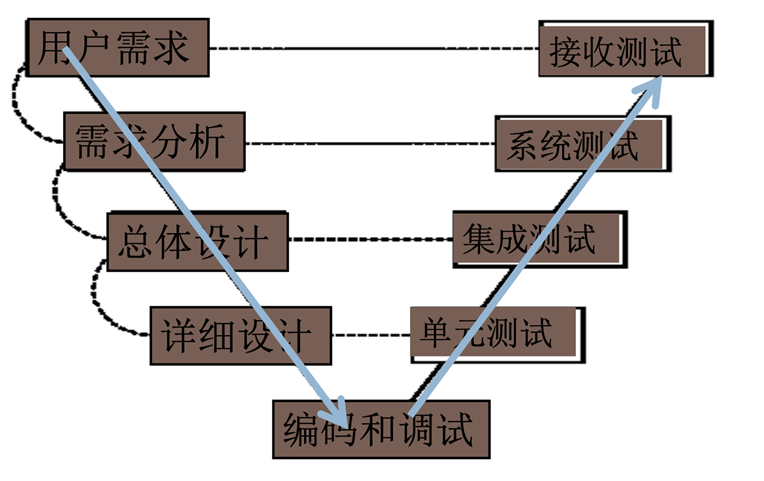 用户需求
接收测试
需求分析
系统测试
总体设计
集成测试
详细设计
单元测试
编码和调试